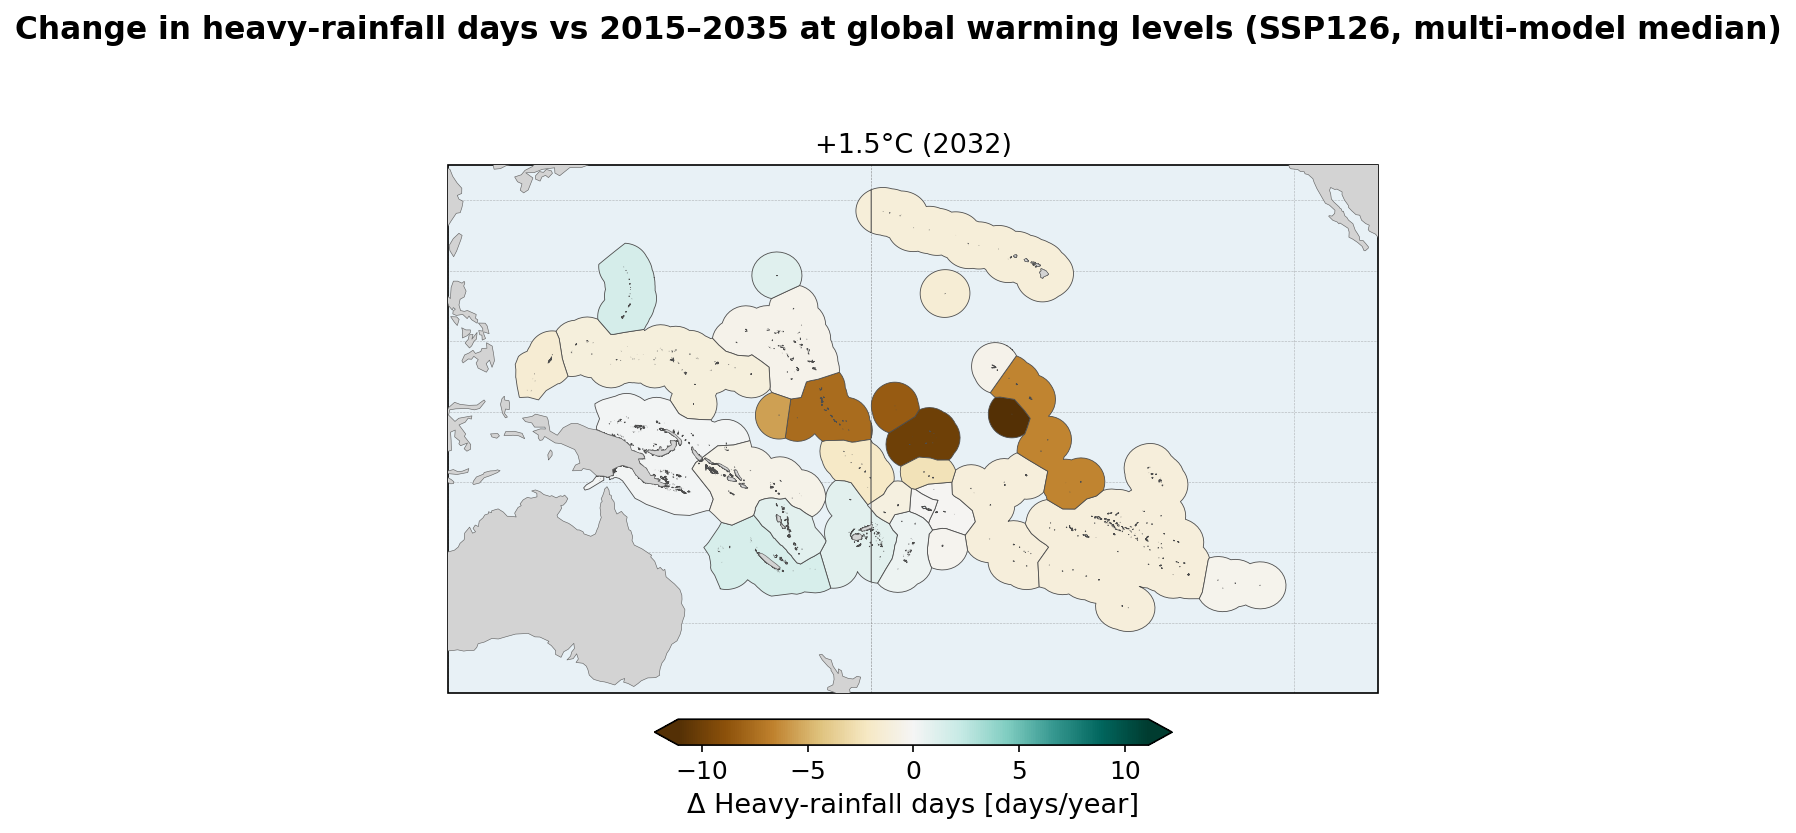 Change in heavy-rainfall days vs 2015–2035 at global warming levels (SSP126, multi-model median)
+1.5°C (2032)
−10 −5 0 5 10
Δ Heavy-rainfall days [days/year]